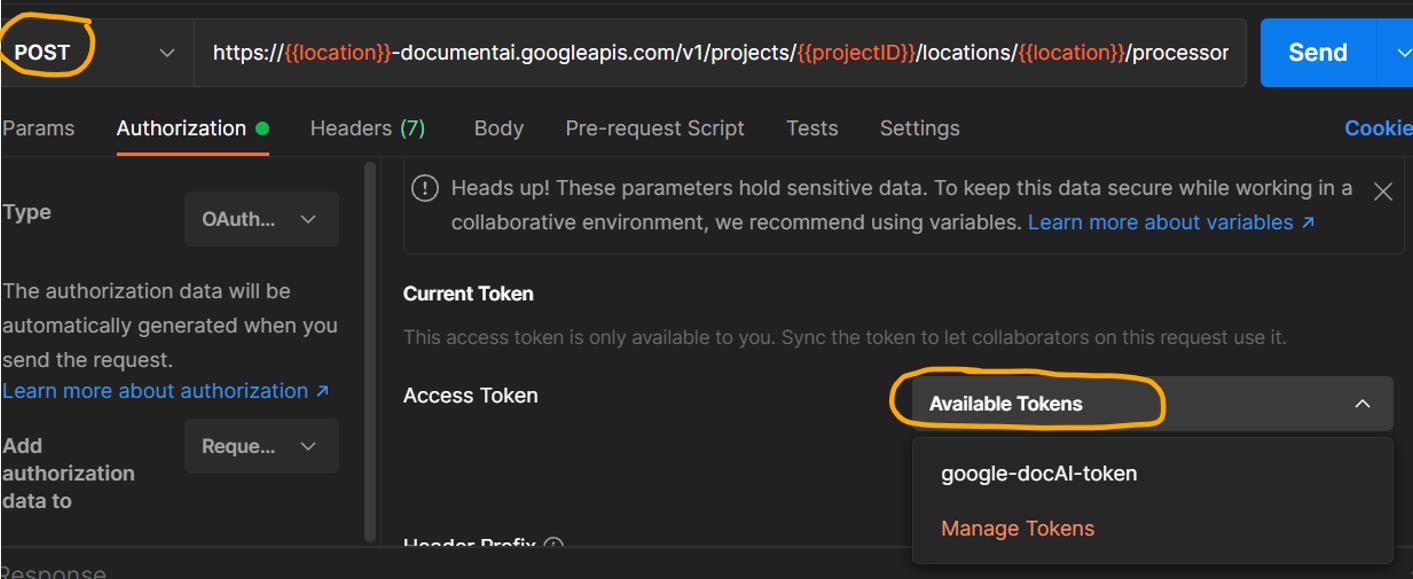 POST
https://{{location}}-documentai.googleapis.com/v1/projects/{{projectID}}/locations/{{location}}/processor
Send
Params
Authorization
Headers (7)
Body
Pre-request Script
Tests
Settings
Cookie
Type
OAuth...
The authorization data will be
automatically generated when you
send the request.
Learn more about authorization ↗
Add
authorization
data to
Reque...
Heads up! These parameters hold sensitive data. To keep this data secure while working in a
collaborative environment, we recommend using variables. Learn more about variables ↗
Current Token
This access token is only available to you. Sync the token to let collaborators on this request use it.
Access Token
Available Tokens
google-docAI-token
Manage Tokens
Header Prefix
Response